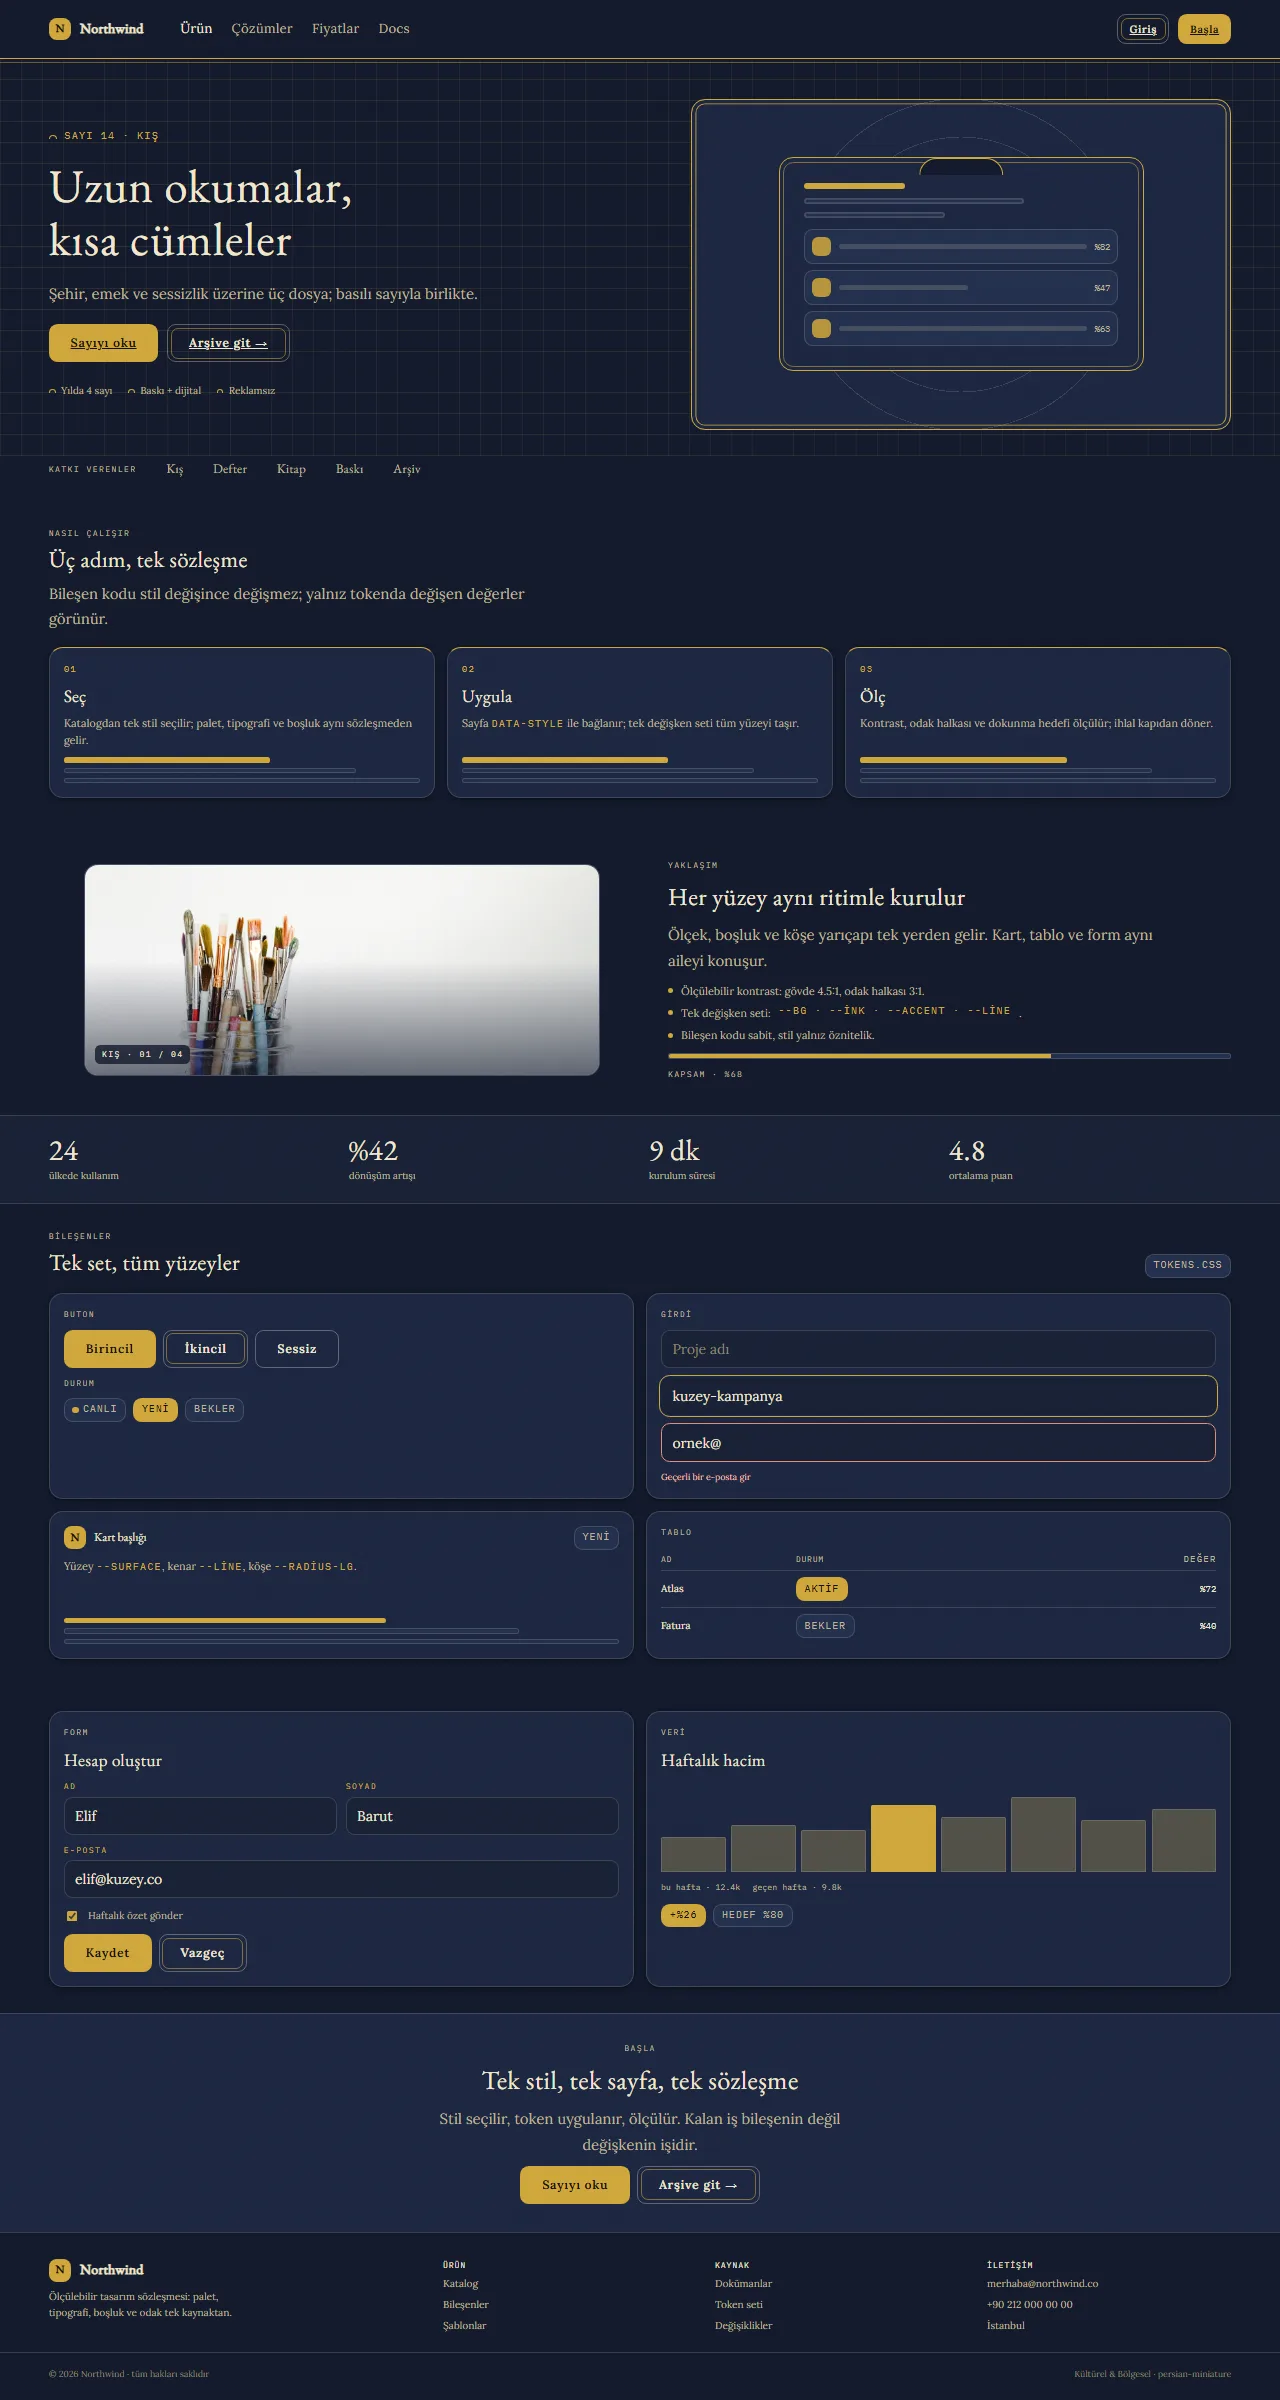 N Northwind Ürün Çözümler Fiyatlar Docs Giriş Başla
SAYI 14 · KIŞ
Uzun okumalar,
kısa cümleler
Şehir, emek ve sessizlik üzerine üç dosya; basılı sayıyla birlikte.
Sayıyı oku Arşive git →
Yılda 4 sayı Baskı + dijital Reklamsız
%82
%47
%63
KATKI VERENLER Kış Defter Kitap Baskı Arşiv
NASIL ÇALIŞIR
Üç adım, tek sözleşme
Bileşen kodu stil değişince değişmez; yalnız tokenda değişen değerler
görünür.
01
Seç
Katalogdan tek stil seçilir; palet, tipografi ve boşluk aynı sözleşmeden
gelir.
02
Uygula
Sayfa DATA-STYLE ile bağlanır; tek değişken seti tüm yüzeyi taşır.
03
Ölç
Kontrast, odak halkası ve dokunma hedefi ölçülür; ihlal kapıdan döner.
KIŞ · 01 / 04
YAKLAŞIM
Her yüzey aynı ritimle kurulur
Ölçek, boşluk ve köşe yarıçapı tek yerden gelir. Kart, tablo ve form aynı
aileyi konuşur.
Ölçülebilir kontrast: gövde 4.5:1, odak halkası 3:1.
Tek değişken seti: --BG · --İNK · --ACCENT · --LİNE .
Bileşen kodu sabit, stil yalnız öznitelik.
KAPSAM · %68
24
ülkede kullanım
%42
dönüşüm artışı
9 dk
kurulum süresi
4.8
ortalama puan
BİLEŞENLER
Tek set, tüm yüzeyler
TOKENS.CSS
BUTON
Birincil İkincil Sessiz
DURUM
CANLI YENİ BEKLER
GİRDİ
Proje adı
kuzey-kampanya
ornek@
Geçerli bir e-posta gir
N Kart başlığı YENİ
Yüzey --SURFACE, kenar --LİNE, köşe --RADİUS-LG.
TABLO
AD DURUM DEĞER
Atlas AKTİF %72
Fatura BEKLER %40
FORM
Hesap oluştur
AD SOYAD
Elif Barut
E-POSTA
elif@kuzey.co
Haftalık özet gönder
Kaydet Vazgeç
VERİ
Haftalık hacim
bu hafta · 12.4k geçen hafta · 9.8k
+%26 HEDEF %80
BAŞLA
Tek stil, tek sayfa, tek sözleşme
Stil seçilir, token uygulanır, ölçülür. Kalan iş bileşenin değil
değişkenin işidir.
Sayıyı oku Arşive git →
N Northwind
Ölçülebilir tasarım sözleşmesi: palet,
tipografi, boşluk ve odak tek kaynaktan.
ÜRÜN
Katalog
Bileşenler
Şablonlar
KAYNAK
Dokümanlar
Token seti
Değişiklikler
İLETİŞİM
merhaba@northwind.co
+90 212 000 00 00
İstanbul
© 2026 Northwind · tüm hakları saklıdır
Kültürel & Bölgesel · persian-miniature